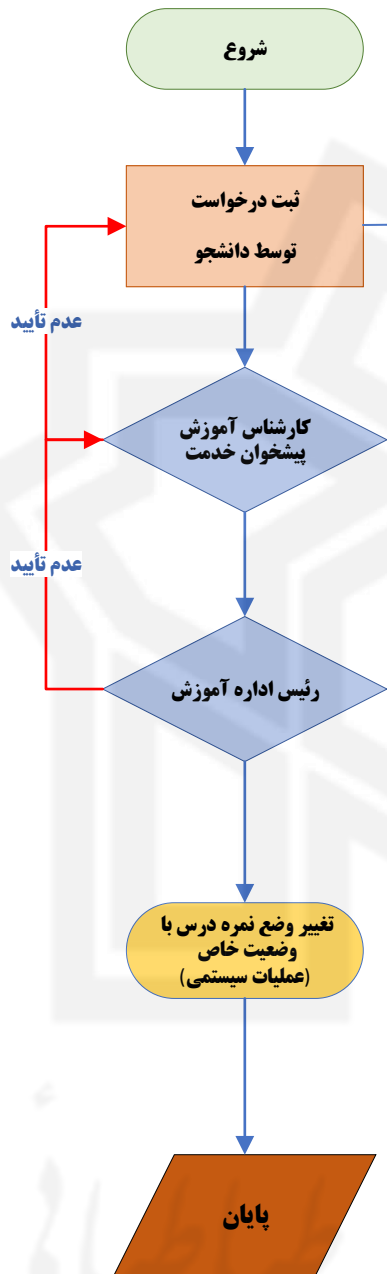 شروع
ثبت درخواست
توسط دانشجو
عدم تأیید
کارشناس آموزش
پیشخوان خدمت
عدم تأیید
رئیس اداره آموزش
تغییر وضع نمره درس با
وضعیت خاص
(عملیات سیستمی)
پایان